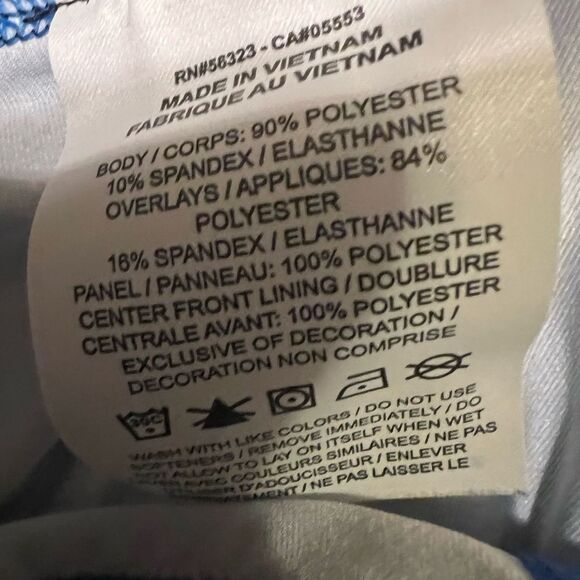 RN#56323 - CA#05553
MADE IN VIETNAM
FABRIQUE AU VIETNAM
BODY / CORPS: 90% POLYESTER
10% SPANDEX / ELASTHANNE
OVERLAYS / APPLIQUES: 84%
POLYESTER
16% SPANDEX / ELASTHANNE
PANEL / PANNEAU: 100% POLYESTER
CENTER FRONT LINING / DOUBLURE
CENTRALE AVANT: 100% POLYESTER
EXCLUSIVE OF DECORATION /
DECORATION NON COMPRISE
30C
WASH WITH LIKE COLORS / DO NOT USE
SOFTENERS / REMOVE IMMEDIATELY / DO
NOT ALLOW TO LAY ON ITSELF WHEN WET
AVEC COULEURS SIMILAIRES / NE PAS
D'ADOUCISSEUR / ENLEVER
/ NE PAS LAISSER LE